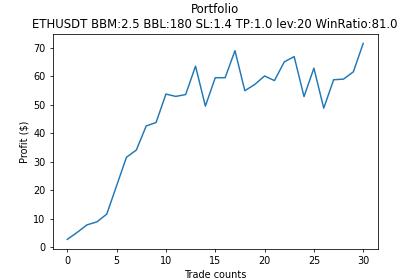 Portfolio
ETHUSDT BBM:2.5 BBL:180 SL:1.4 TP:1.0 lev:20 WinRatio:81.0
70
60
50
40
30
20
10
0
Profit ($)
0 5 10 15 20 25 30
Trade counts